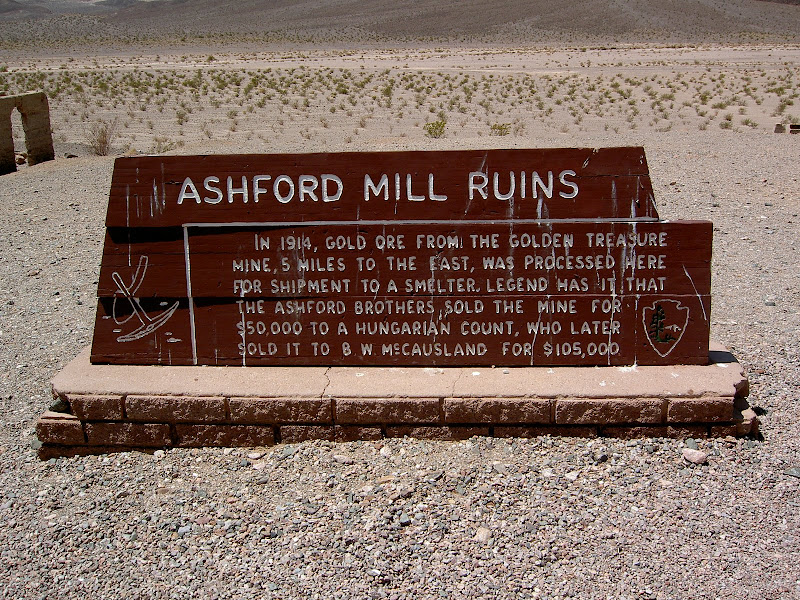 ASHFORD MILL RUINS
IN 1914, GOLD ORE FROM THE GOLDEN TREASURE
MINE, 5 MILES TO THE EAST, WAS PROCESSED HERE
FOR SHIPMENT TO A SMELTER. LEGEND HAS IT THAT
THE ASHFORD BROTHERS SOLD THE MINE FOR
$50,000 TO A HUNGARIAN COUNT, WHO LATER
SOLD IT TO B. W. McCAUSLAND FOR $105,000.